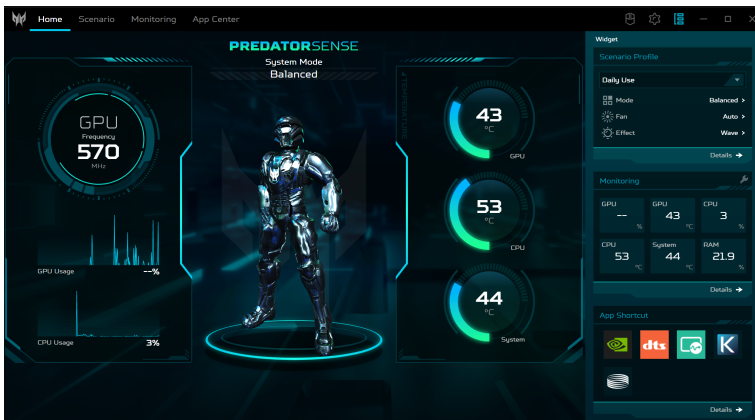 Home Scenario Monitoring App Center
PREDATORSENSE
System Mode
Balanced
GPU
Frequency
570
MHz
GPU Usage --%
CPU Usage 3%
TEMPERATURE
43
°C
GPU
53
°C
CPU
44
°C
System
Widget
Scenario Profile
Daily Use
Mode Balanced >
Fan Auto >
Effect Wave >
Details →
Monitoring
GPU GPU CPU
-- 43 3
% °C %
CPU System RAM
53 44 21.9
°C °C %
Details →
App Shortcut
dts K
Details →